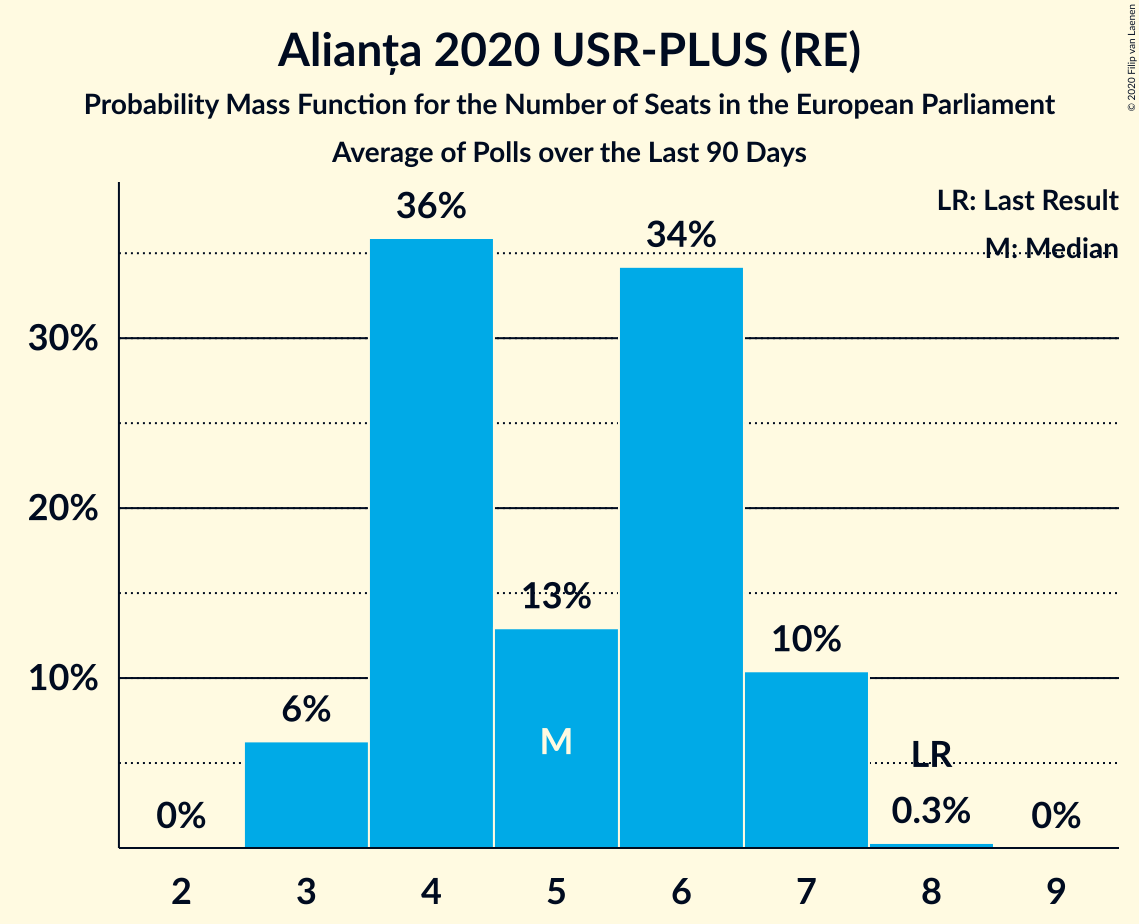 Alianța 2020 USR-PLUS (RE)
Probability Mass Function for the Number of Seats in the European Parliament
Average of Polls over the Last 90 Days
© 2020 Filip van Laenen
LR: Last Result
M: Median
36%
34%
30%
20%
13%
10%
10%
6%
M
LR
0%
0.3%
0%
2 3 4 5 6 7 8 9